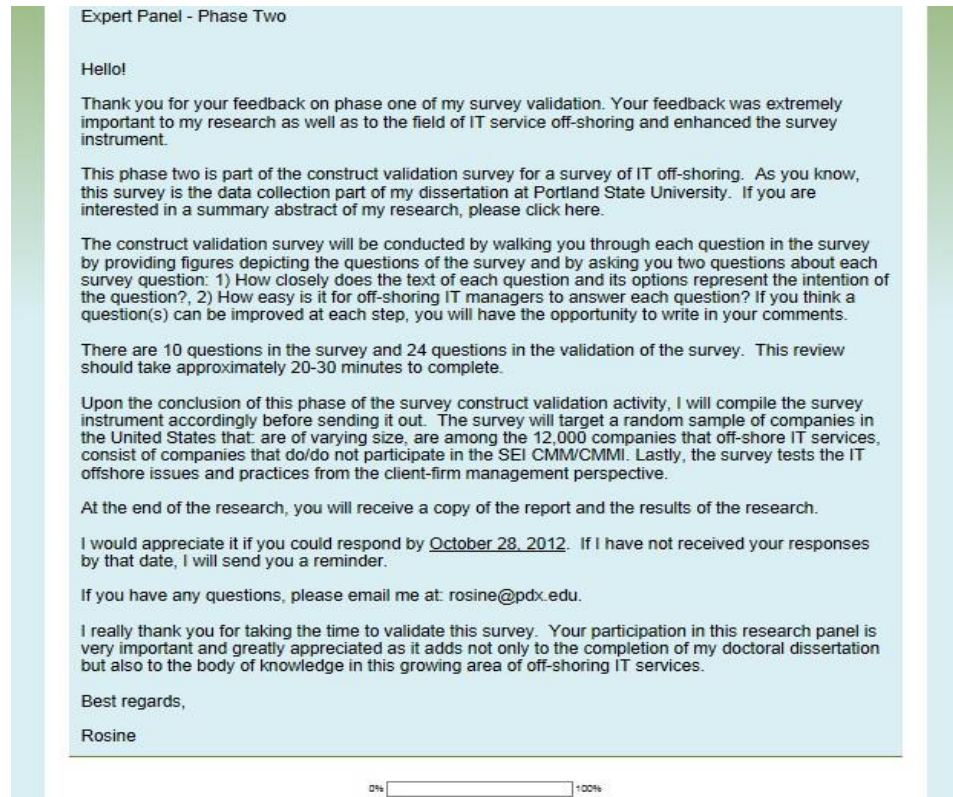 Expert Panel - Phase Two
Hello!
Thank you for your feedback on phase one of my survey validation. Your feedback was extremely
important to my research as well as to the field of IT service off-shoring and enhanced the survey
instrument.
This phase two is part of the construct validation survey for a survey of IT off-shoring.  As you know,
this survey is the data collection part of my dissertation at Portland State University.  If you are
interested in a summary abstract of my research, please click here.
The construct validation survey will be conducted by walking you through each question in the survey
by providing figures depicting the questions of the survey and by asking you two questions about each
survey question: 1) How closely does the text of each question and its options represent the intention of
the question?, 2) How easy is it for off-shoring IT managers to answer each question? If you think a
question(s) can be improved at each step, you will have the opportunity to write in your comments.
There are 10 questions in the survey and 24 questions in the validation of the survey.  This review
should take approximately 20-30 minutes to complete.
Upon the conclusion of this phase of the survey construct validation activity, I will compile the survey
instrument accordingly before sending it out.  The survey will target a random sample of companies in
the United States that: are of varying size, are among the 12,000 companies that off-shore IT services,
consist of companies that do/do not participate in the SEI CMM/CMMI. Lastly, the survey tests the IT
offshore issues and practices from the client-firm management perspective.
At the end of the research, you will receive a copy of the report and the results of the research.
I would appreciate it if you could respond by October 28, 2012.  If I have not received your responses
by that date, I will send you a reminder.
If you have any questions, please email me at: rosine@pdx.edu.
I really thank you for taking the time to validate this survey.  Your participation in this research panel is
very important and greatly appreciated as it adds not only to the completion of my doctoral dissertation
but also to the body of knowledge in this growing area of off-shoring IT services.
Best regards,
Rosine
0% 100%